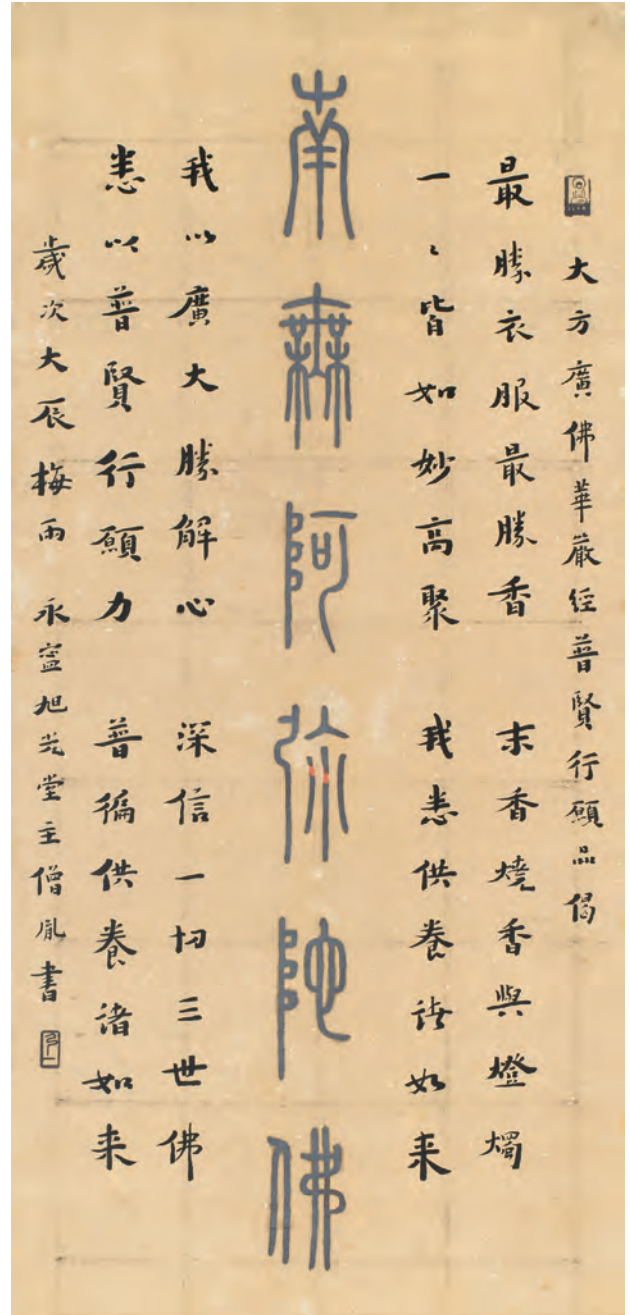 大方廣佛華嚴經普賢行願品偈
最勝衣服最勝香 末香燒香與燈燭
一〻皆如妙高聚 我悉供養諸如来
南無阿弥陀佛
我以廣大勝解心 深信一切三世佛
悉以普賢行願力 普徧供養諸如来
歲次大辰梅雨 永寍旭光堂主僧胤書